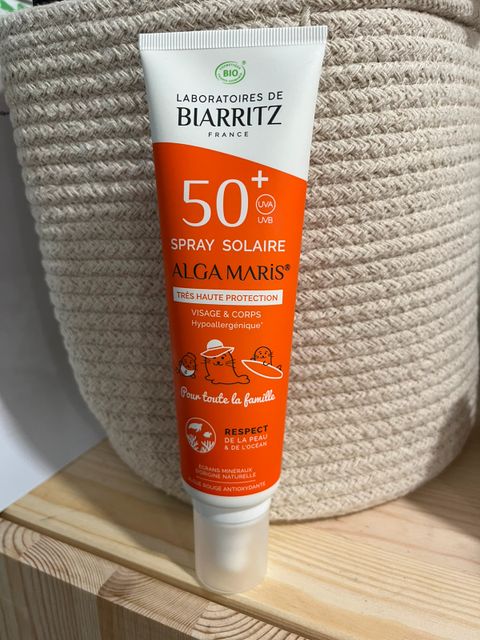 BIO
LABORATOIRES DE
BIARRITZ
FRANCE
50+
UVA
UVB
SPRAY SOLAIRE
ALGA MARIS®
TRÈS HAUTE PROTECTION
VISAGE & CORPS
Hypoallergénique*
Pour toute la famille
RESPECT
DE LA PEAU
& DE L'OCÉAN
ECRANS MINÉRAUX
D'ORIGINE NATURELLE
ALGUE ROUGE ANTIOXYDANTE